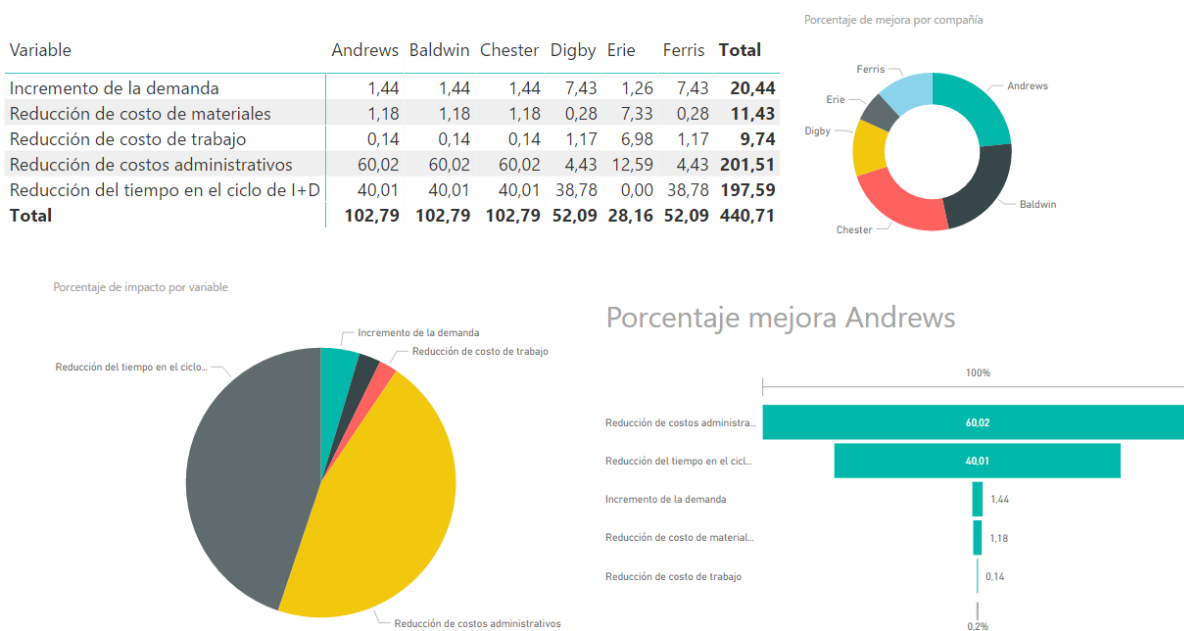 Porcentaje de mejora por compañía
Variable Andrews Baldwin Chester Digby Erie Ferris Total
Incremento de la demanda 1,44 1,44 1,44 7,43 1,26 7,43 20,44
Reducción de costo de materiales 1,18 1,18 1,18 0,28 7,33 0,28 11,43
Reducción de costo de trabajo 0,14 0,14 0,14 1,17 6,98 1,17 9,74
Reducción de costos administrativos 60,02 60,02 60,02 4,43 12,59 4,43 201,51
Reducción del tiempo en el ciclo de I+D 40,01 40,01 40,01 38,78 0,00 38,78 197,59
Total 102,79 102,79 102,79 52,09 28,16 52,09 440,71
Ferris
Andrews
Erie
Digby
Baldwin
Chester
Porcentaje de impacto por variable
Incremento de la demanda
Reducción de costo de trabajo
Reducción del tiempo en el ciclo...
Reducción de costos administrativos
Porcentaje mejora Andrews
100%
Reducción de costos administra... 60,02
Reducción del tiempo en el cicl... 40,01
Incremento de la demanda 1,44
Reducción de costo de material... 1,18
Reducción de costo de trabajo 0,14
0,2%